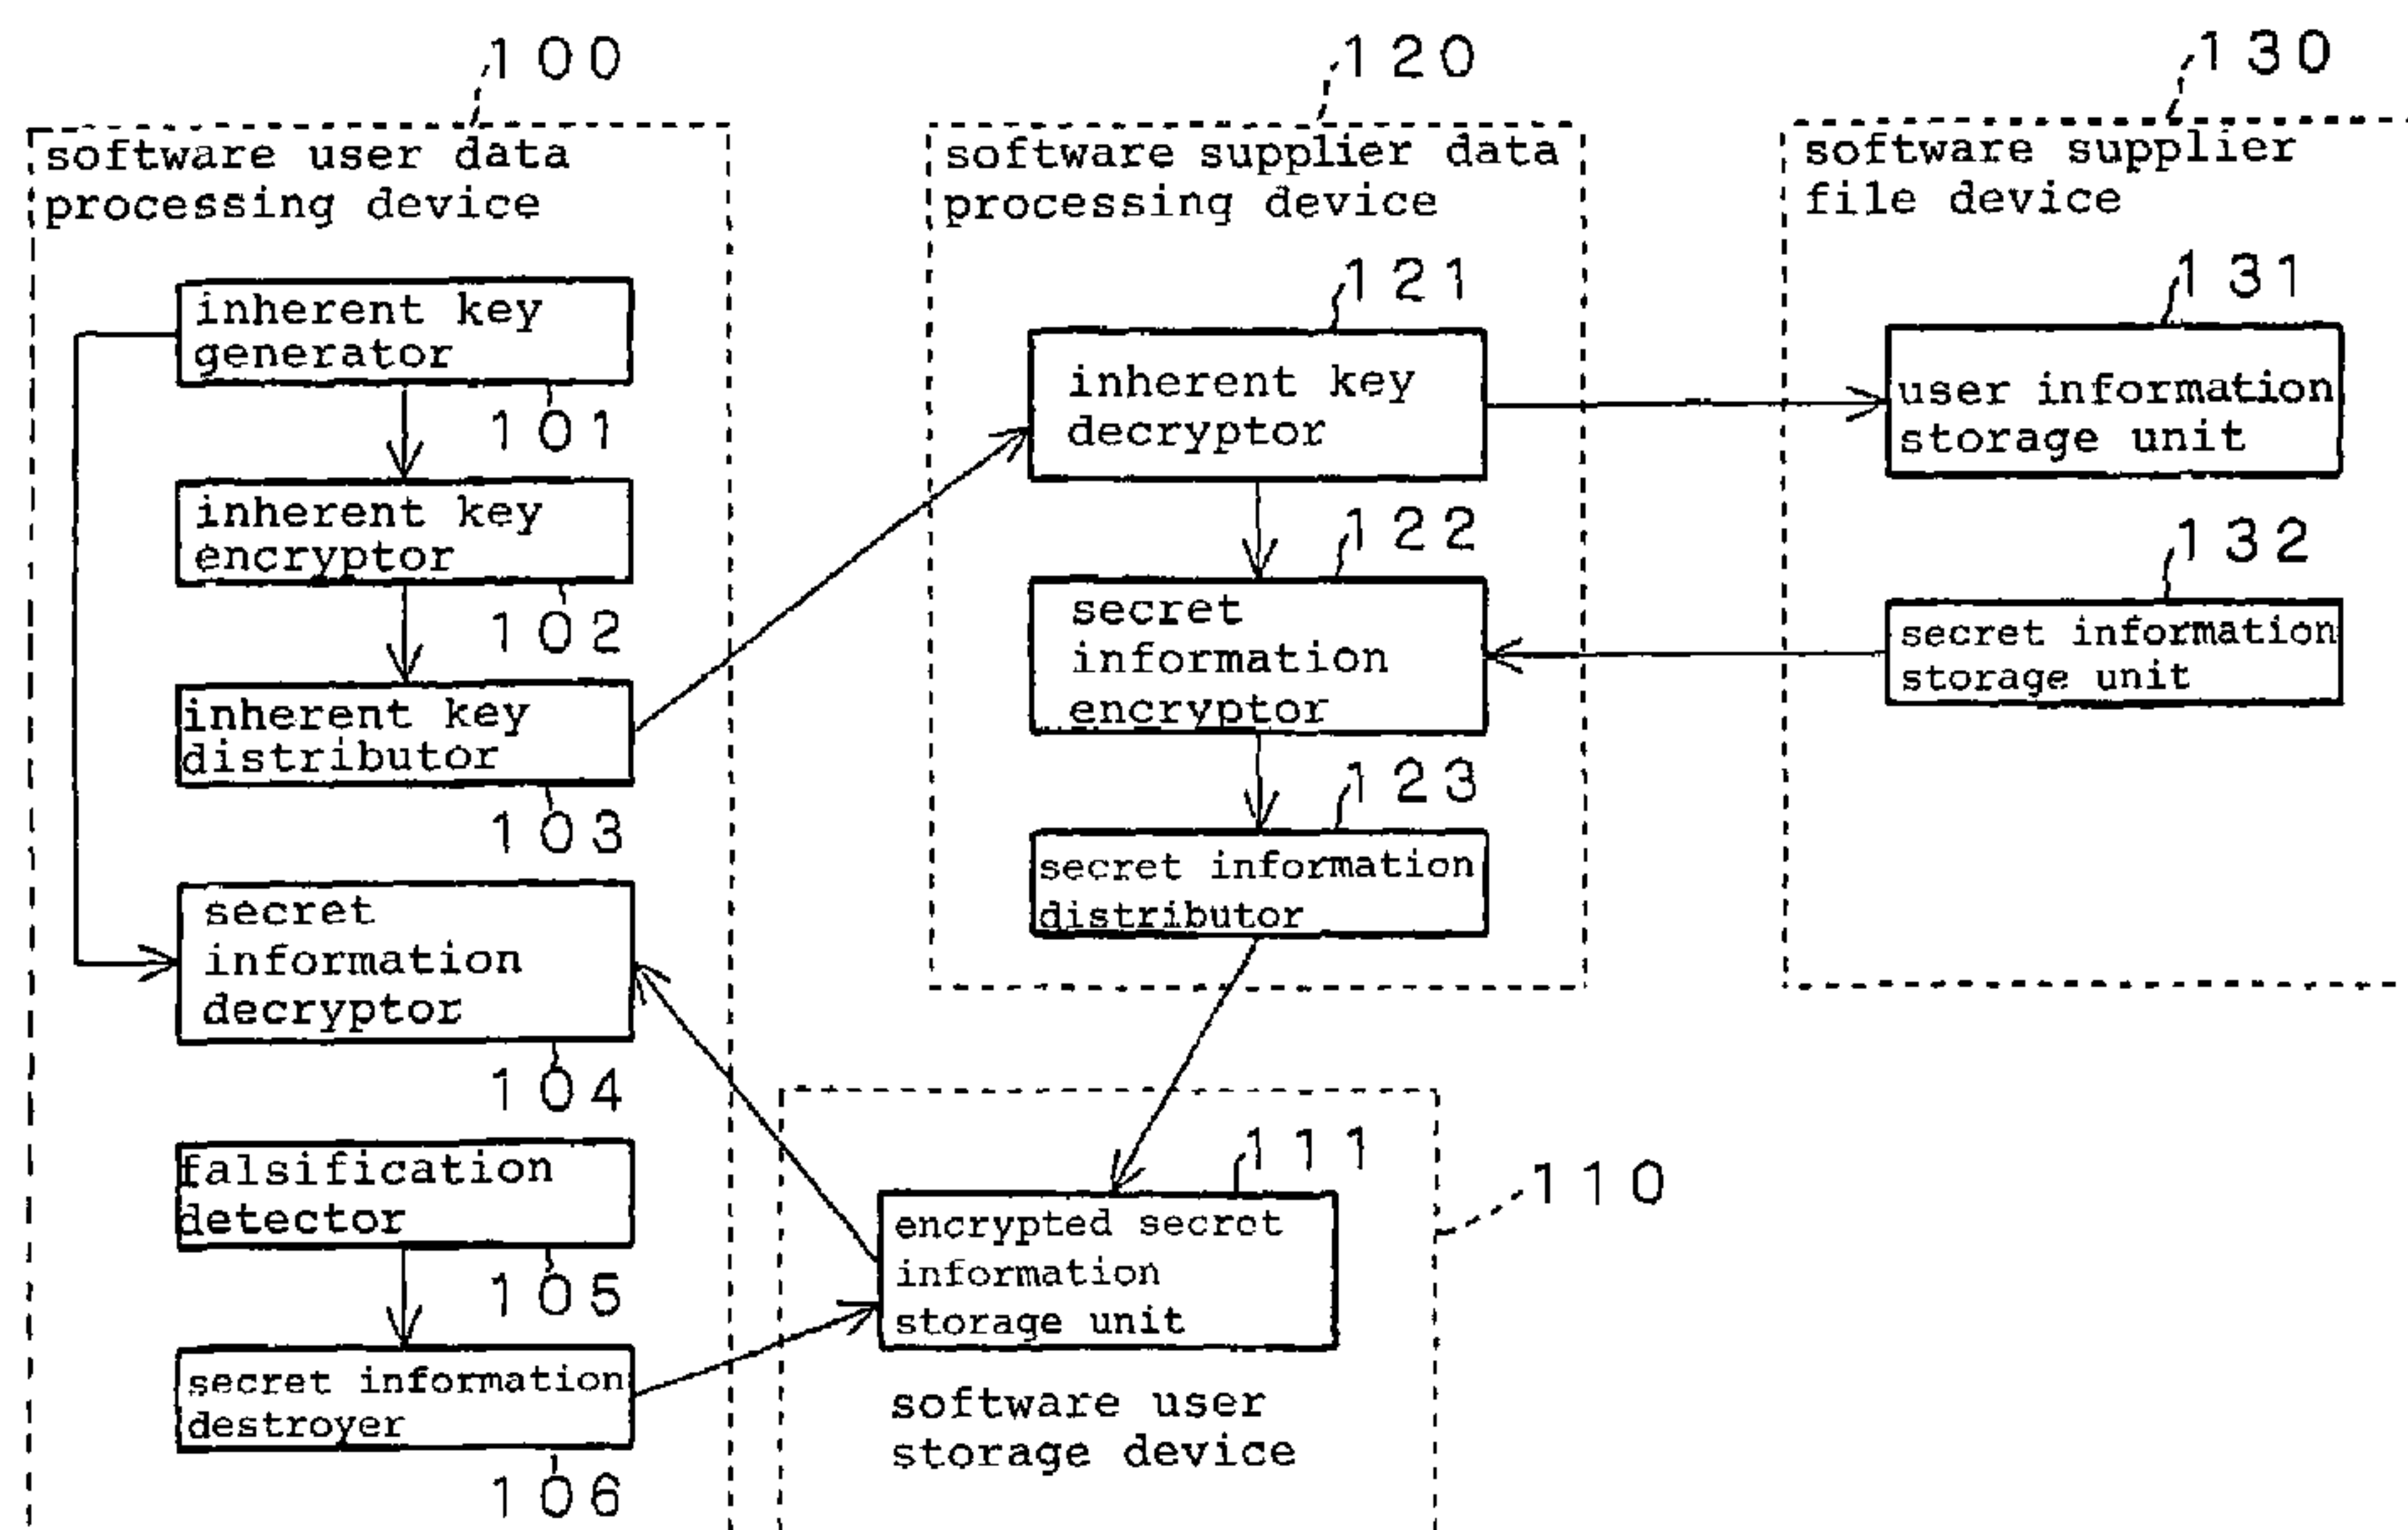 100
software user data
processing device
inherent key
generator
101
inherent key
encryptor
102
inherent key
distributor
103
secret
information
decryptor
104
falsification
detector
105
secret information
destroyer
106
120
software supplier data
processing device
121
inherent key
decryptor
122
secret
information
encryptor
123
secret information
distributor
130
software supplier
file device
131
user information
storage unit
132
secret information
storage unit
111
encrypted secret
information
storage unit
software user
storage device
110